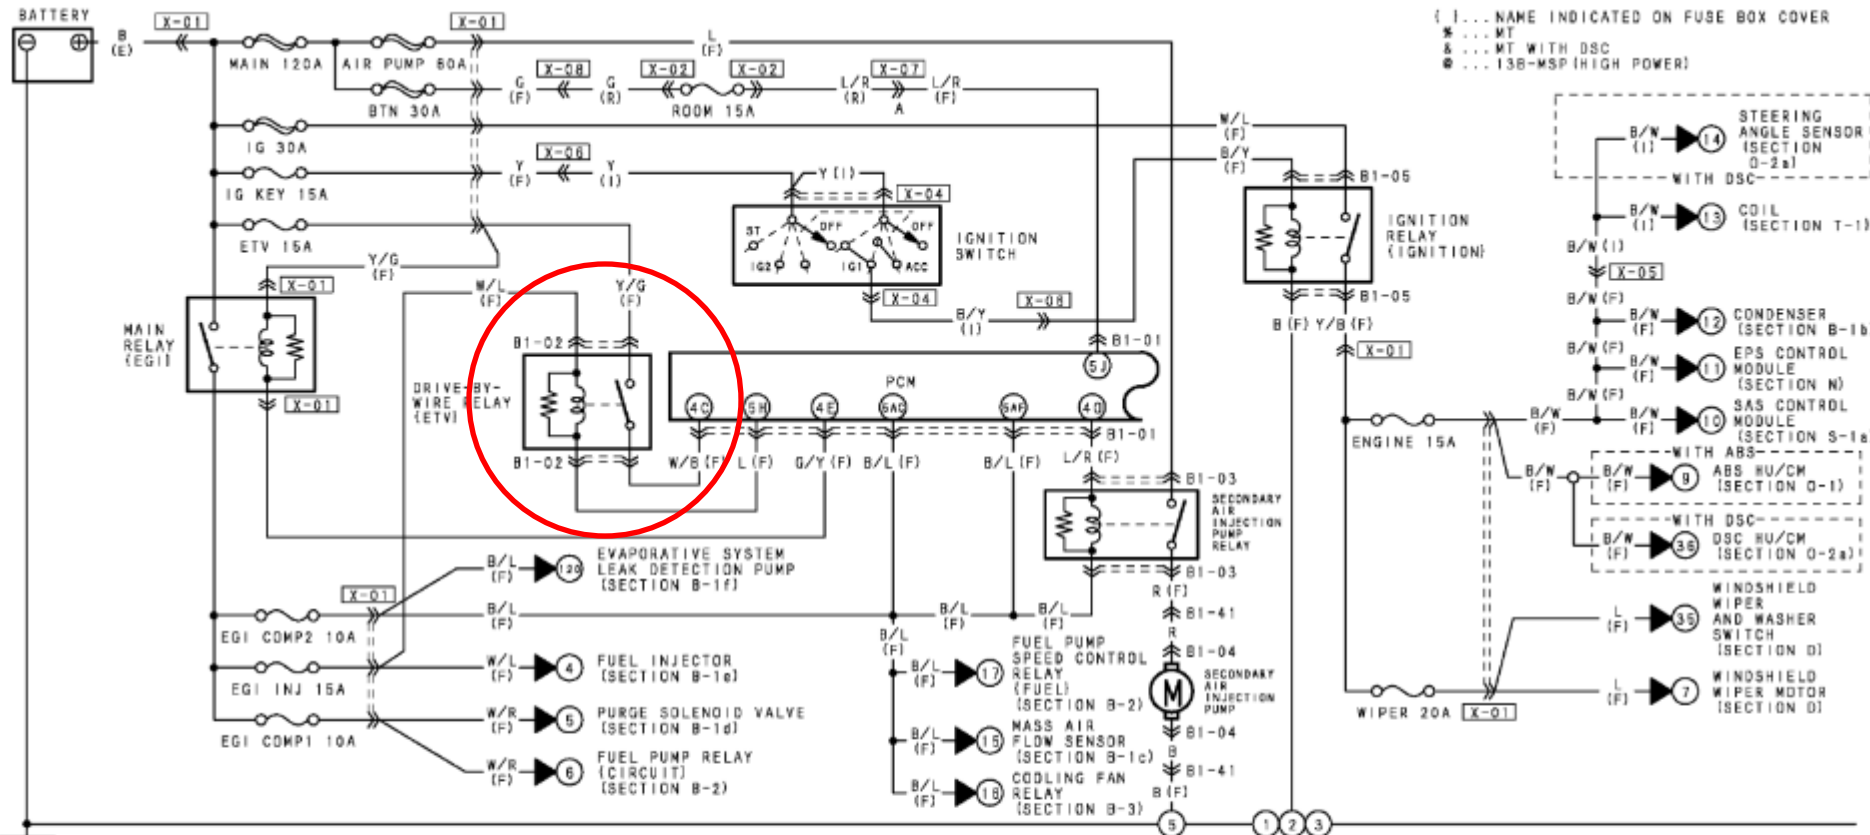 BATTERY
B
(E)
X-01
MAIN 120A
AIR PUMP 60A
X-01
L
(F)
{ }... NAME INDICATED ON FUSE BOX COVER
% ... MT
& ... MT WITH DSC
@ ... 13B-MSP(HIGH POWER)
BTN 30A
G
(F)
X-08
G
(R)
X-02
ROOM 15A
X-02
L/R
(R)
X-07
A
L/R
(F)
IG 30A
W/L
(F)
IG KEY 15A
Y
(F)
X-06
Y
(I)
Y(I)
X-04
B/Y
(F)
B1-05
ETV 15A
Y/G
(F)
ST
OFF
OFF
IG2
IG1
ACC
IGNITION
SWITCH
IGNITION
RELAY
(IGNITION)
X-01
W/L
(F)
Y/G
(F)
X-04
B/Y
(I)
X-08
B1-05
B(F)
Y/B(F)
X-01
MAIN
RELAY
{EGI}
X-01
B1-02
DRIVE-BY-
WIRE RELAY
{ETV}
B1-02
PCM
B1-01
5J
4C
5H
4E
5AG
5AF
4D
B1-01
W/B(F)
L(F)
G/Y(F)
B/L(F)
B/L(F)
L/R(F)
B/W
(I)
14
STEERING
ANGLE SENSOR
(SECTION
O-2a)
WITH DSC
B/W
(I)
13
COIL
(SECTION T-1)
B/W(I)
X-05
B/W(F)
B/W
(F)
12
CONDENSER
(SECTION B-1b
B/W(F)
B/W
(F)
11
EPS CONTROL
MODULE
(SECTION N)
B/W(F)
ENGINE 15A
B/W
(F)
B/W
(F)
10
SAS CONTROL
MODULE
(SECTION S-1a
WITH ABS
B/W
(F)
B/W
(F)
9
ABS HU/CM
(SECTION O-1)
WITH DSC
B/W
(F)
36
DSC HU/CM
(SECTION O-2a)
B1-03
SECONDARY
AIR
INJECTION
PUMP
RELAY
B1-03
R(F)
B1-41
R
B1-04
M
SECONDARY
AIR
INJECTION
PUMP
B1-04
B
B1-41
B(F)
B/L
(F)
120
EVAPORATIVE SYSTEM
LEAK DETECTION PUMP
(SECTION B-1f)
X-01
EGI COMP2 10A
B/L
(F)
B/L
(F)
B/L
(F)
B/L
(F)
EGI INJ 15A
W/L
(F)
4
FUEL INJECTOR
(SECTION B-1e)
B/L
(F)
17
FUEL PUMP
SPEED CONTROL
RELAY
(FUEL)
(SECTION B-2)
EGI COMP1 10A
W/R
(F)
5
PURGE SOLENOID VALVE
(SECTION B-1d)
B/L
(F)
15
MASS AIR
FLOW SENSOR
(SECTION B-1c)
W/R
(F)
6
FUEL PUMP RELAY
(CIRCUIT)
(SECTION B-2)
B/L
(F)
18
COOLING FAN
RELAY
(SECTION B-3)
L
(F)
35
WINDSHIELD
WIPER
AND WASHER
SWITCH
(SECTION D)
WIPER 20A
X-01
L
(F)
7
WINDSHIELD
WIPER MOTOR
(SECTION D)
5
1
2
3